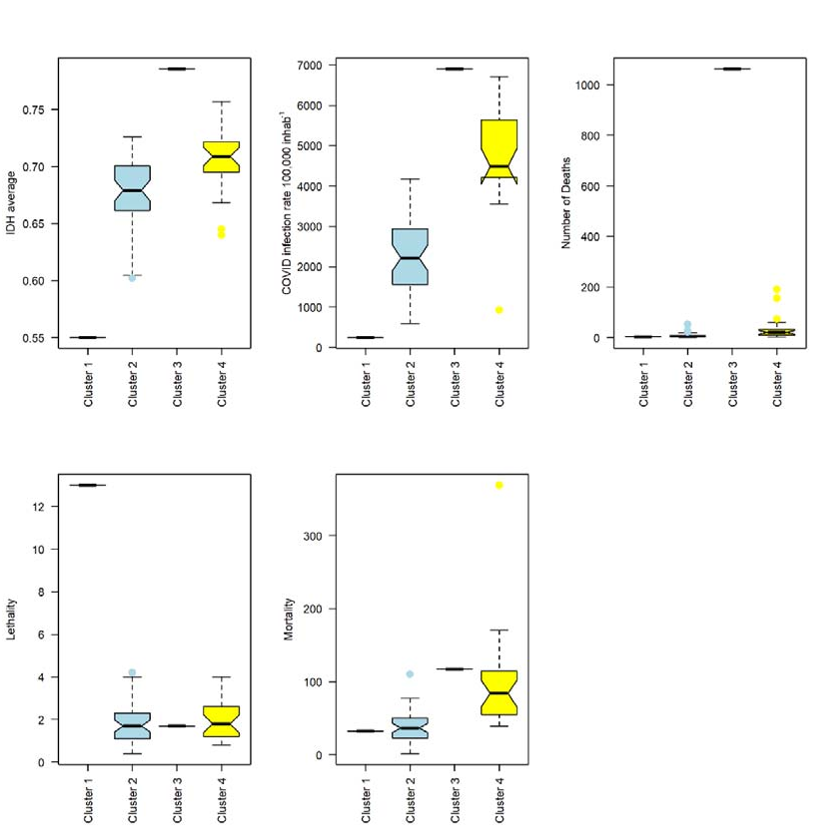 IDH average
0.75
0.70
0.65
0.60
0.55
Cluster 1
Cluster 2
Cluster 3
Cluster 4
COVID infection rate 100,000 inhab⁻¹
7000
6000
5000
4000
3000
2000
1000
0
Cluster 1
Cluster 2
Cluster 3
Cluster 4
Number of Deaths
1000
800
600
400
200
0
Cluster 1
Cluster 2
Cluster 3
Cluster 4
Lethality
12
10
8
6
4
2
0
Cluster 1
Cluster 2
Cluster 3
Cluster 4
Mortality
300
200
100
0
Cluster 1
Cluster 2
Cluster 3
Cluster 4